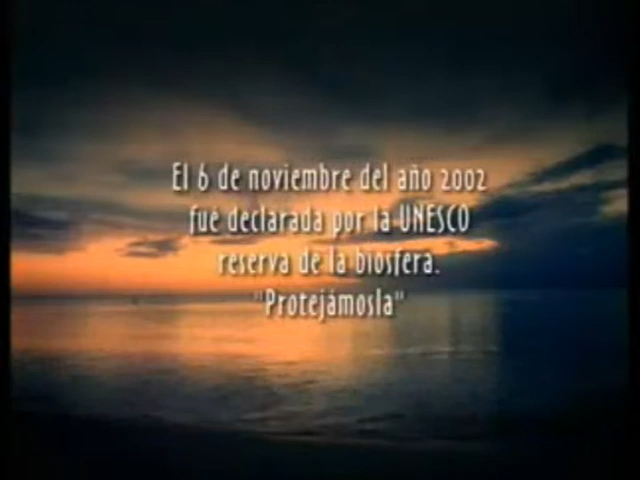 El 6 de noviembre del año 2002
fué declarada por la UNESCO
reserva de la biosfera.
"Protejámosla"